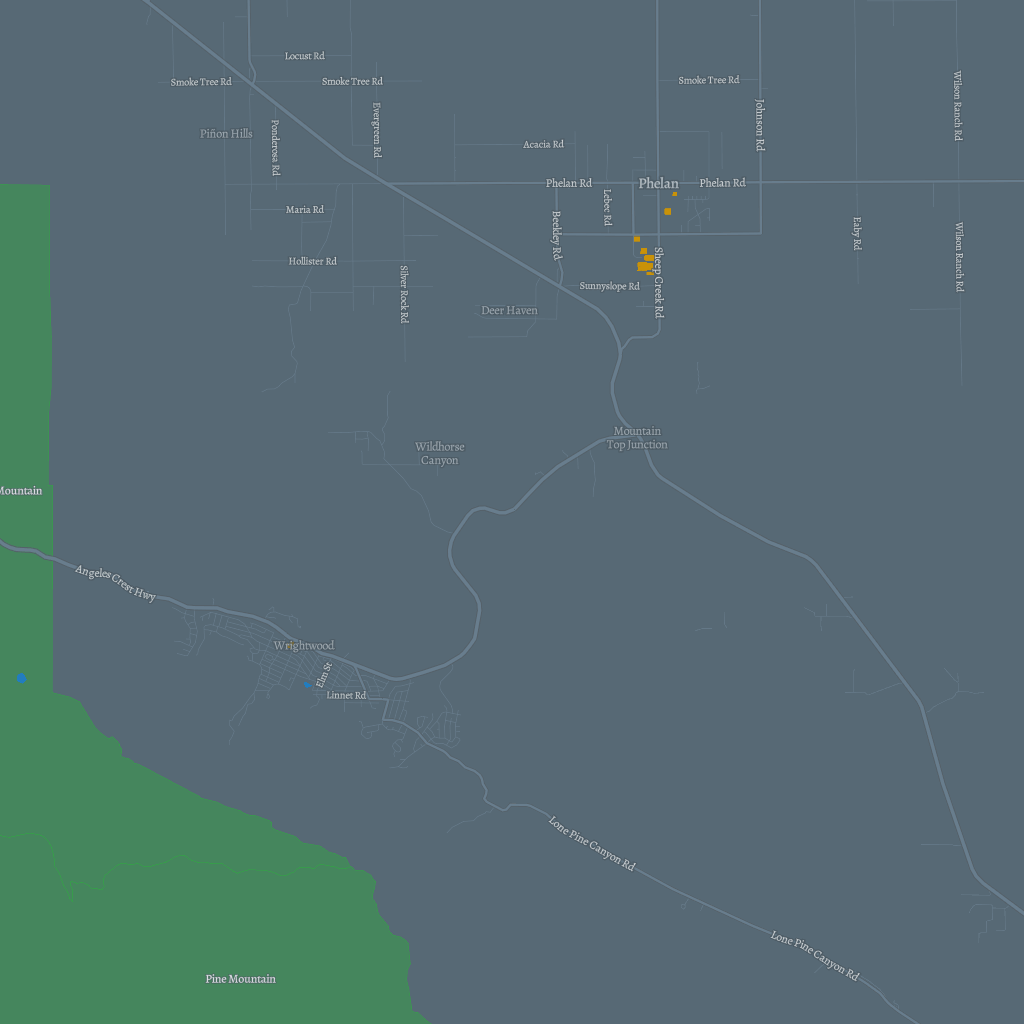 Locust Rd
Smoke Tree Rd
Smoke Tree Rd
Smoke Tree Rd
Wilson Ranch Rd
Johnson Rd
Evergreen Rd
Ponderosa Rd
Piñon Hills
Acacia Rd
Phelan Rd
Phelan
Phelan Rd
Lebec Rd
Maria Rd
Beekley Rd
Eaby Rd
Wilson Ranch Rd
Hollister Rd
Silver Rock Rd
Sheep Creek Rd
Sunnyslope Rd
Deer Haven
Mountain
Top Junction
Wildhorse
Canyon
Mountain
Angeles Crest Hwy
Wrightwood
Elm St
Linnet Rd
Lone Pine Canyon Rd
Lone Pine Canyon Rd
Pine Mountain